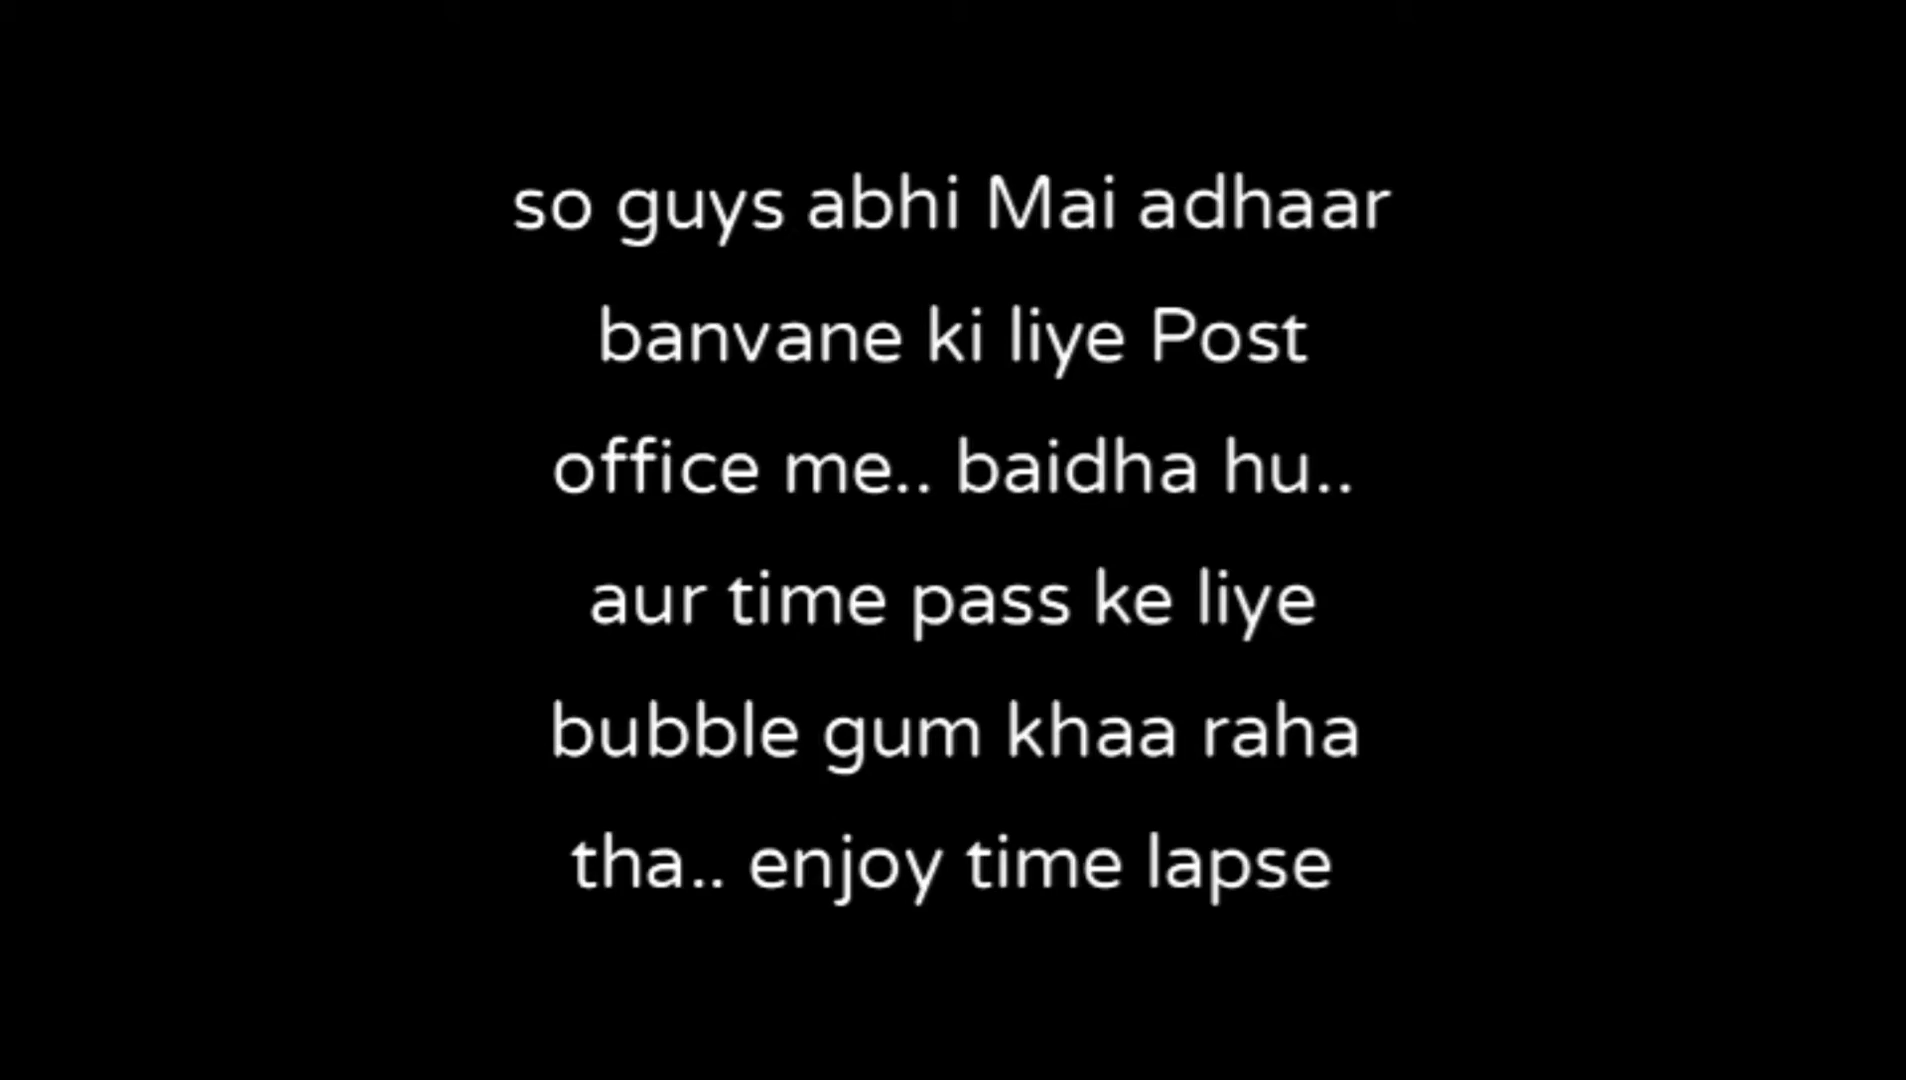 so guys abhi Mai adhaar
banvane ki liye Post
office me.. baidha hu..
aur time pass ke liye
bubble gum khaa raha
tha.. enjoy time lapse